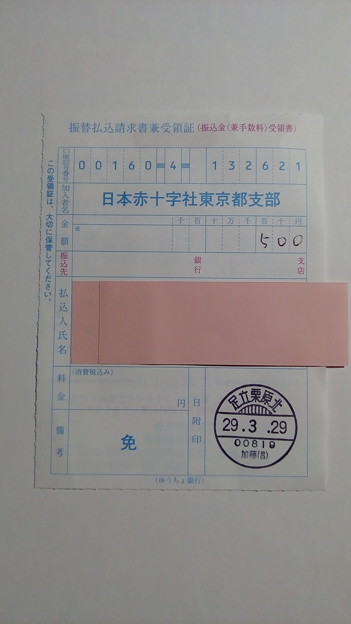 振替払込請求書兼受領証(振込金(兼手数料)受領書)
この受領証は、大切に保管してください。
口座記号番号 00160=4= 132621
加入者名 日本赤十字社東京都支部
金額 千百十万千百十円
※ 500
振込先 銀行 支店
払込人氏名
料金 (消費税込み) 円
備考 免
日附印
足立栗原北
29.3.29
00819
加藤(啓)
(ゆうちょ銀行)